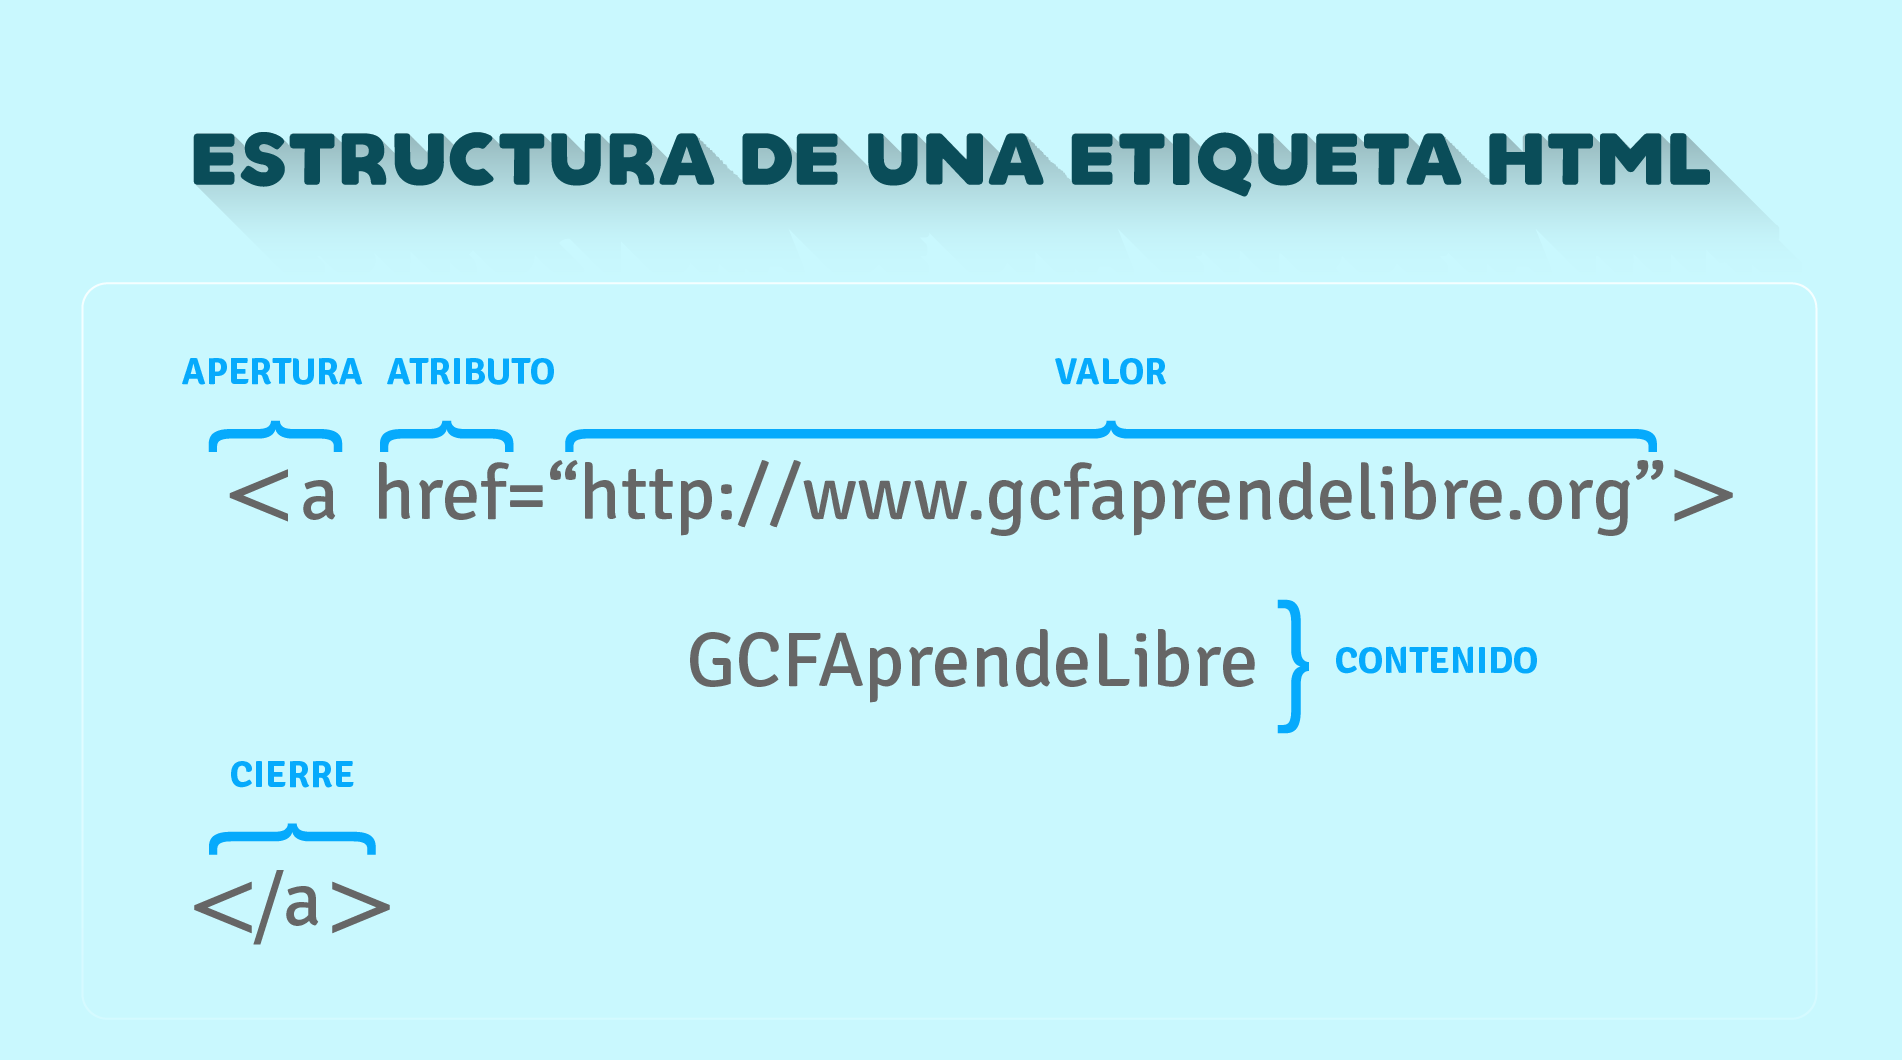 ESTRUCTURA DE UNA ETIQUETA HTML
APERTURA ATRIBUTO VALOR
<a href=“http://www.gcfaprendelibre.org”>
GCFAprendeLibre } CONTENIDO
CIERRE
</a>